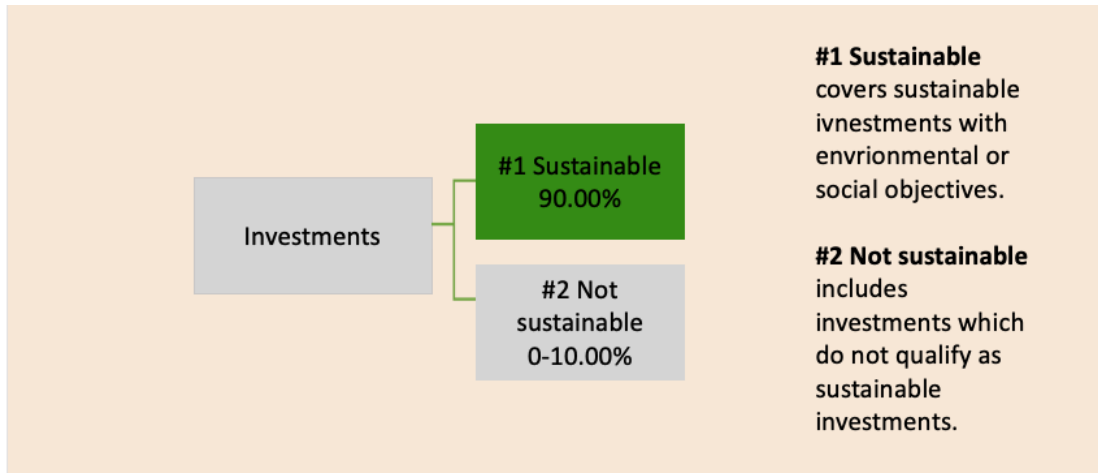 Investments
#1 Sustainable
90.00%
#2 Not
sustainable
0-10.00%
#1 Sustainable
covers sustainable
ivnestments with
envrionmental or
social objectives.
#2 Not sustainable
includes
investments which
do not qualify as
sustainable
investments.